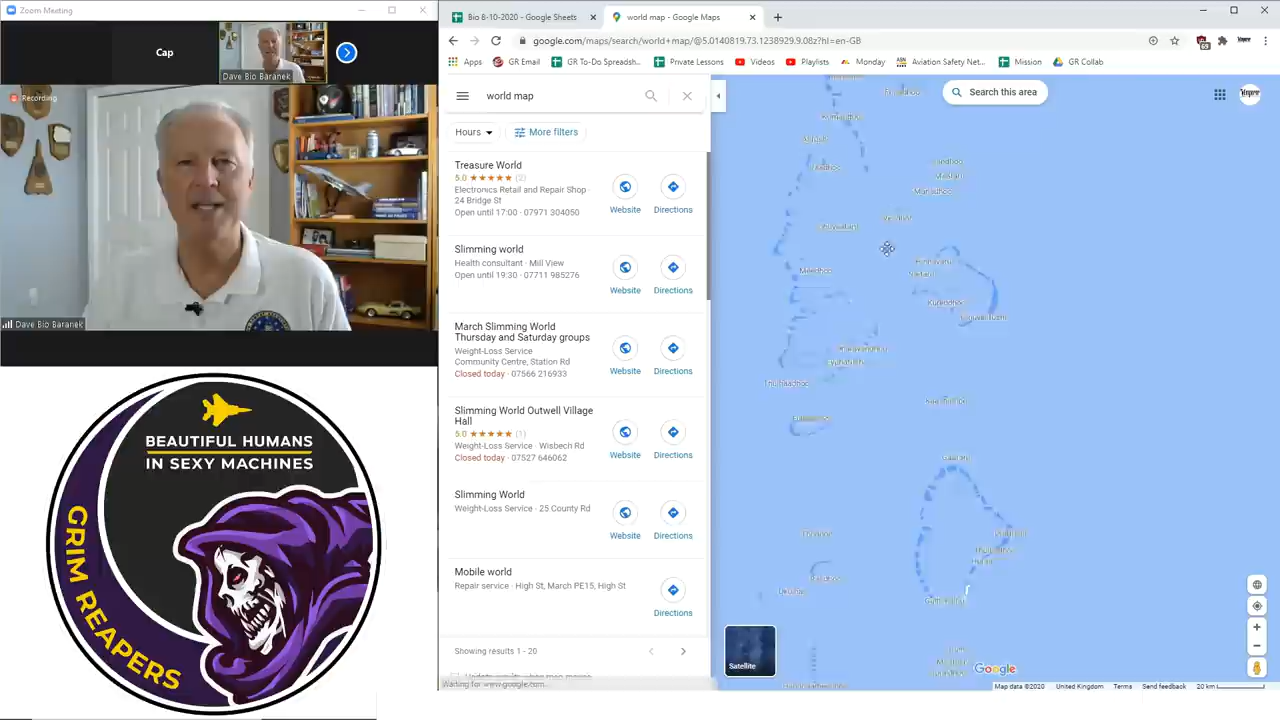 Zoom Meeting
Cap
Dave Bio Baranek
Recording
Dave Bio Baranek
BEAUTIFUL HUMANS
IN SEXY MACHINES
GRIM REAPERS
Bio 8-10-2020 - Google Sheets
world map - Google Maps
google.com/maps/search/world+map/@5.0140819,73.1238929,9.08z?hl=en-GB
Apps
GR Email
GR To-Do Spreadsh...
Private Lessons
Videos
Playlists
Monday
Aviation Safety Net...
Mission
GR Collab
world map
Search this area
Hours
More filters
Treasure World
5.0 ★★★★★ (2)
Electronics Retail and Repair Shop ·
24 Bridge St
Open until 17:00 · 07971 304050
Website
Directions
Slimming world
Health consultant · Mill View
Open until 19:30 · 07711 985276
Website
Directions
March Slimming World
Thursday and Saturday groups
Weight-Loss Service
Community Centre, Station Rd
Closed today · 07566 216933
Website
Directions
Slimming World Outwell Village
Hall
5.0 ★★★★★ (1)
Weight-Loss Service · Wisbech Rd
Closed today · 07527 646062
Website
Directions
Slimming World
Weight-Loss Service · 25 County Rd
Website
Directions
Mobile world
Repair service · High St, March PE15, High St
Directions
Showing results 1 - 20
Waiting for www.google.com...
Meedhoo
Kurendhoo
Satellite
Google
Map data ©2020
United Kingdom
Terms
Send feedback
20 km